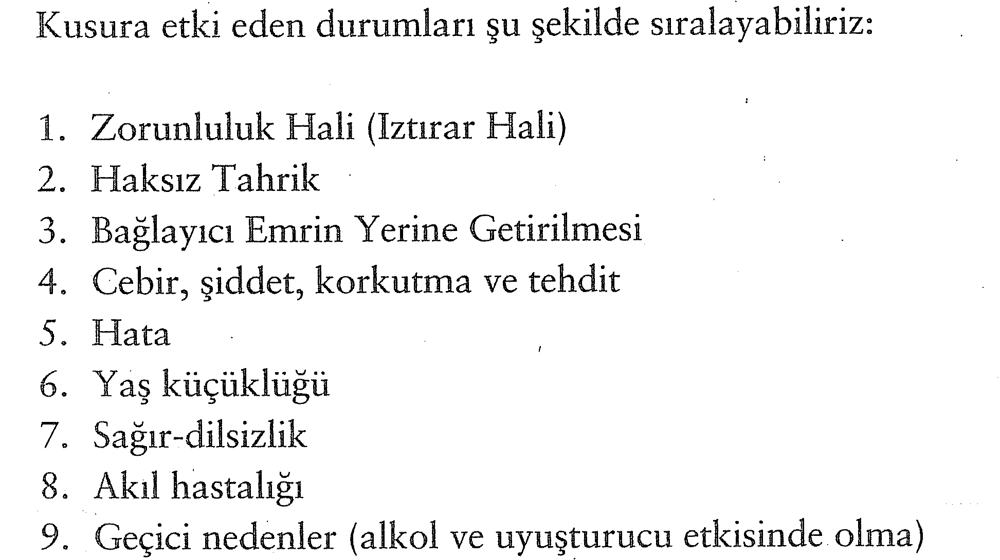 Kusura etki eden durumları şu şekilde sıralayabiliriz:
1. Zorunluluk Hali (Iztırar Hali)
2. Haksız Tahrik
3. Bağlayıcı Emrin Yerine Getirilmesi
4. Cebir, şiddet, korkutma ve tehdit
5. Hata
6. Yaş küçüklüğü
7. Sağır-dilsizlik
8. Akıl hastalığı
9. Geçici nedenler (alkol ve uyuşturucu etkisinde olma)